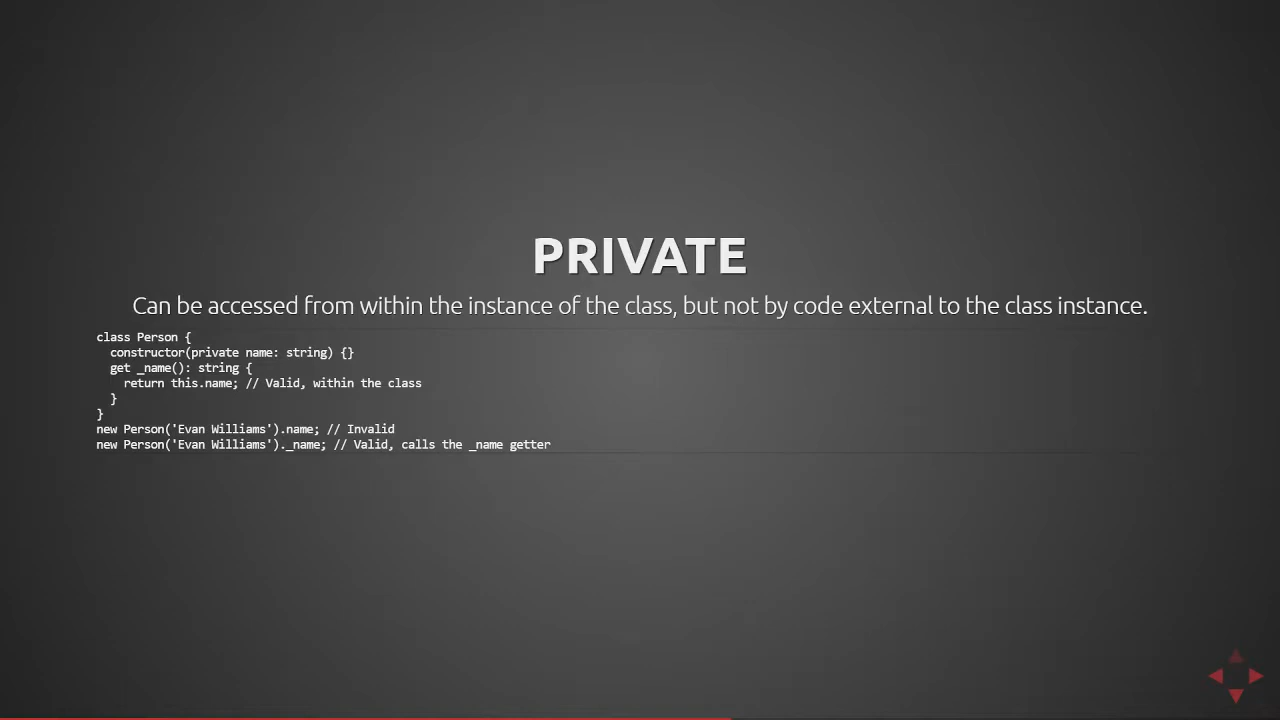 PRIVATE
Can be accessed from within the instance of the class, but not by code external to the class instance.
class Person {
  constructor(private name: string) {}
  get _name(): string {
    return this.name; // Valid, within the class
  }
}
new Person('Evan Williams').name; // Invalid
new Person('Evan Williams')._name; // Valid, calls the _name getter